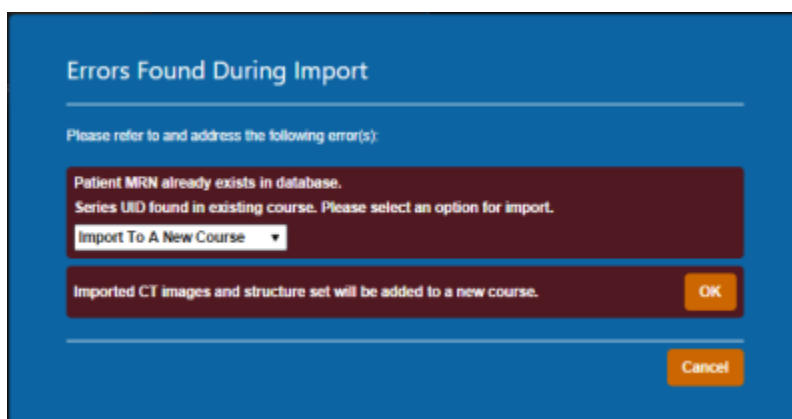 Errors Found During Import
Please refer to and address the following error(s):
Patient MRN already exists in database.
Series UID found in existing course. Please select an option for import.
Import To A New Course
Imported CT images and structure set will be added to a new course.
OK
Cancel